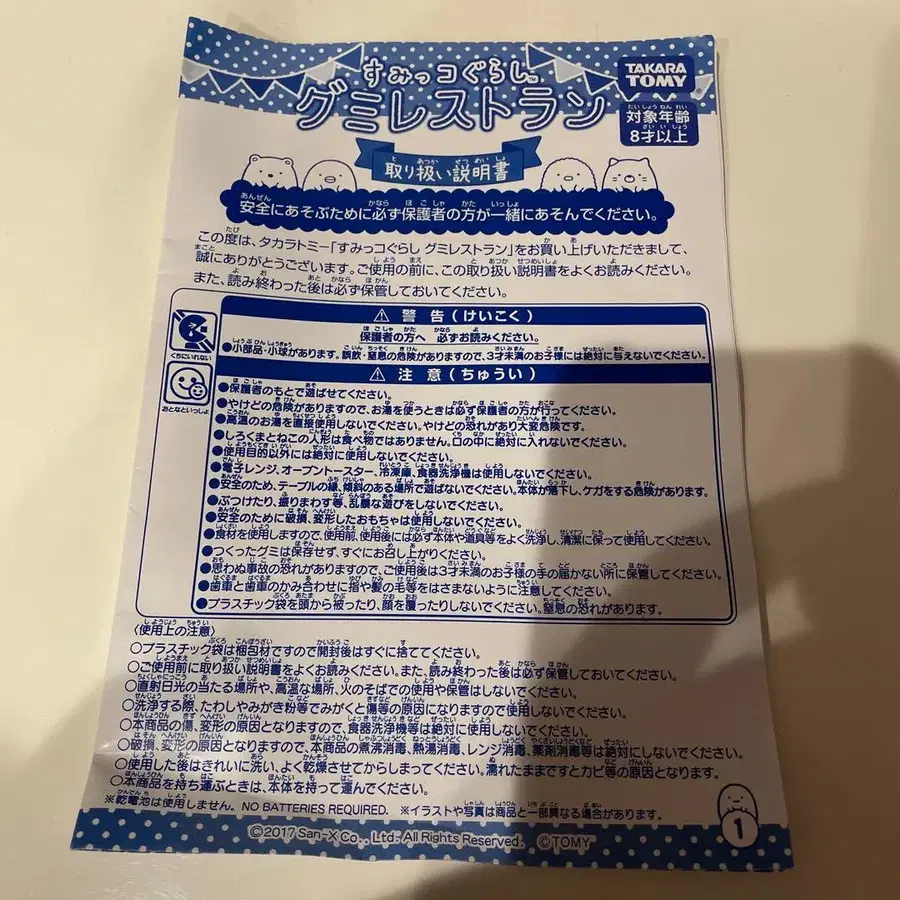 すみっコぐらし
グミレストラン
TAKARA TOMY
対象年齢
8才以上
取り扱い説明書
安全にあそぶために必ず保護者の方が一緒にあそんでください。
この度は、タカラトミー「すみっコぐらし グミレストラン」をお買い上げいただきまして、
誠にありがとうございます。ご使用の前に、この取り扱い説明書をよくお読みください。
また、読み終わった後は必ず保管しておいてください。
⚠ 警告(けいこく)
保護者の方へ 必ずお読みください。
くちにいれない
●小部品・小球があります。誤飲・窒息の危険がありますので、3才未満のお子様には絶対に与えないでください。
⚠ 注意(ちゅうい)
おとなといっしょ
●保護者のもとで遊ばせてください。
●やけどの危険がありますので、お湯を使うときは必ず保護者の方が行ってください。
●高温のお湯を直接使用しないでください。やけどの恐れがあり大変危険です。
●しろくまとねこの人形は食べ物ではありません。口の中に絶対に入れないでください。
●使用目的以外には絶対に使用しないでください。
●電子レンジ、オーブントースター、冷凍庫、食器洗浄機は使用しないでください。
●安全のため、テーブルの縁、傾斜のある場所で遊ばないでください。本体が落下し、ケガをする危険があります。
●ぶつけたり、振りまわす等、乱暴な遊びをしないでください。
●安全のために破損、変形したおもちゃは使用しないでください。
●食材を使用しますので、使用前、使用後には必ず本体や道具等をよく洗浄し、清潔に保って使用してください。
●つくったグミは保存せず、すぐにお召し上がりください。
●思わぬ事故の恐れがありますので、ご使用後は3才未満のお子様の手の届かない所に保管してください。
●歯車と歯車のかみ合わせに指や髪の毛等をはさまないように注意してください。
●プラスチック袋を頭から被ったり、顔を覆ったりしないでください。窒息の恐れがあります。
〈使用上の注意〉
○プラスチック袋は梱包材ですので開封後はすぐに捨ててください。
○ご使用前に取り扱い説明書をよくお読みください。また、読み終わった後は必ず保管してください。
○直射日光の当たる場所や、高温な場所、火のそばでの使用や保管はしないでください。
○洗浄する際、たわしやみがき粉等でみがくと傷等の原因になりますので使用しないでください。
○本商品の傷、変形の原因となりますので、食器洗浄機等は絶対に使用しないでください。
○破損、変形の原因となりますので、本商品の煮沸消毒、熱湯消毒、レンジ消毒、薬剤消毒等は絶対にしないでください。
○使用した後はきれいに洗い、よく乾燥させてからしまってください。濡れたままですとカビ等の原因となります。
○本商品を持ち運ぶときは、本体を持って運んでください。
※乾電池は使用しません。NO BATTERIES REQUIRED. ※イラストや写真は商品と一部異なる場合があります。
1
©2017 San-X Co., Ltd. All Rights Reserved. ©TOMY